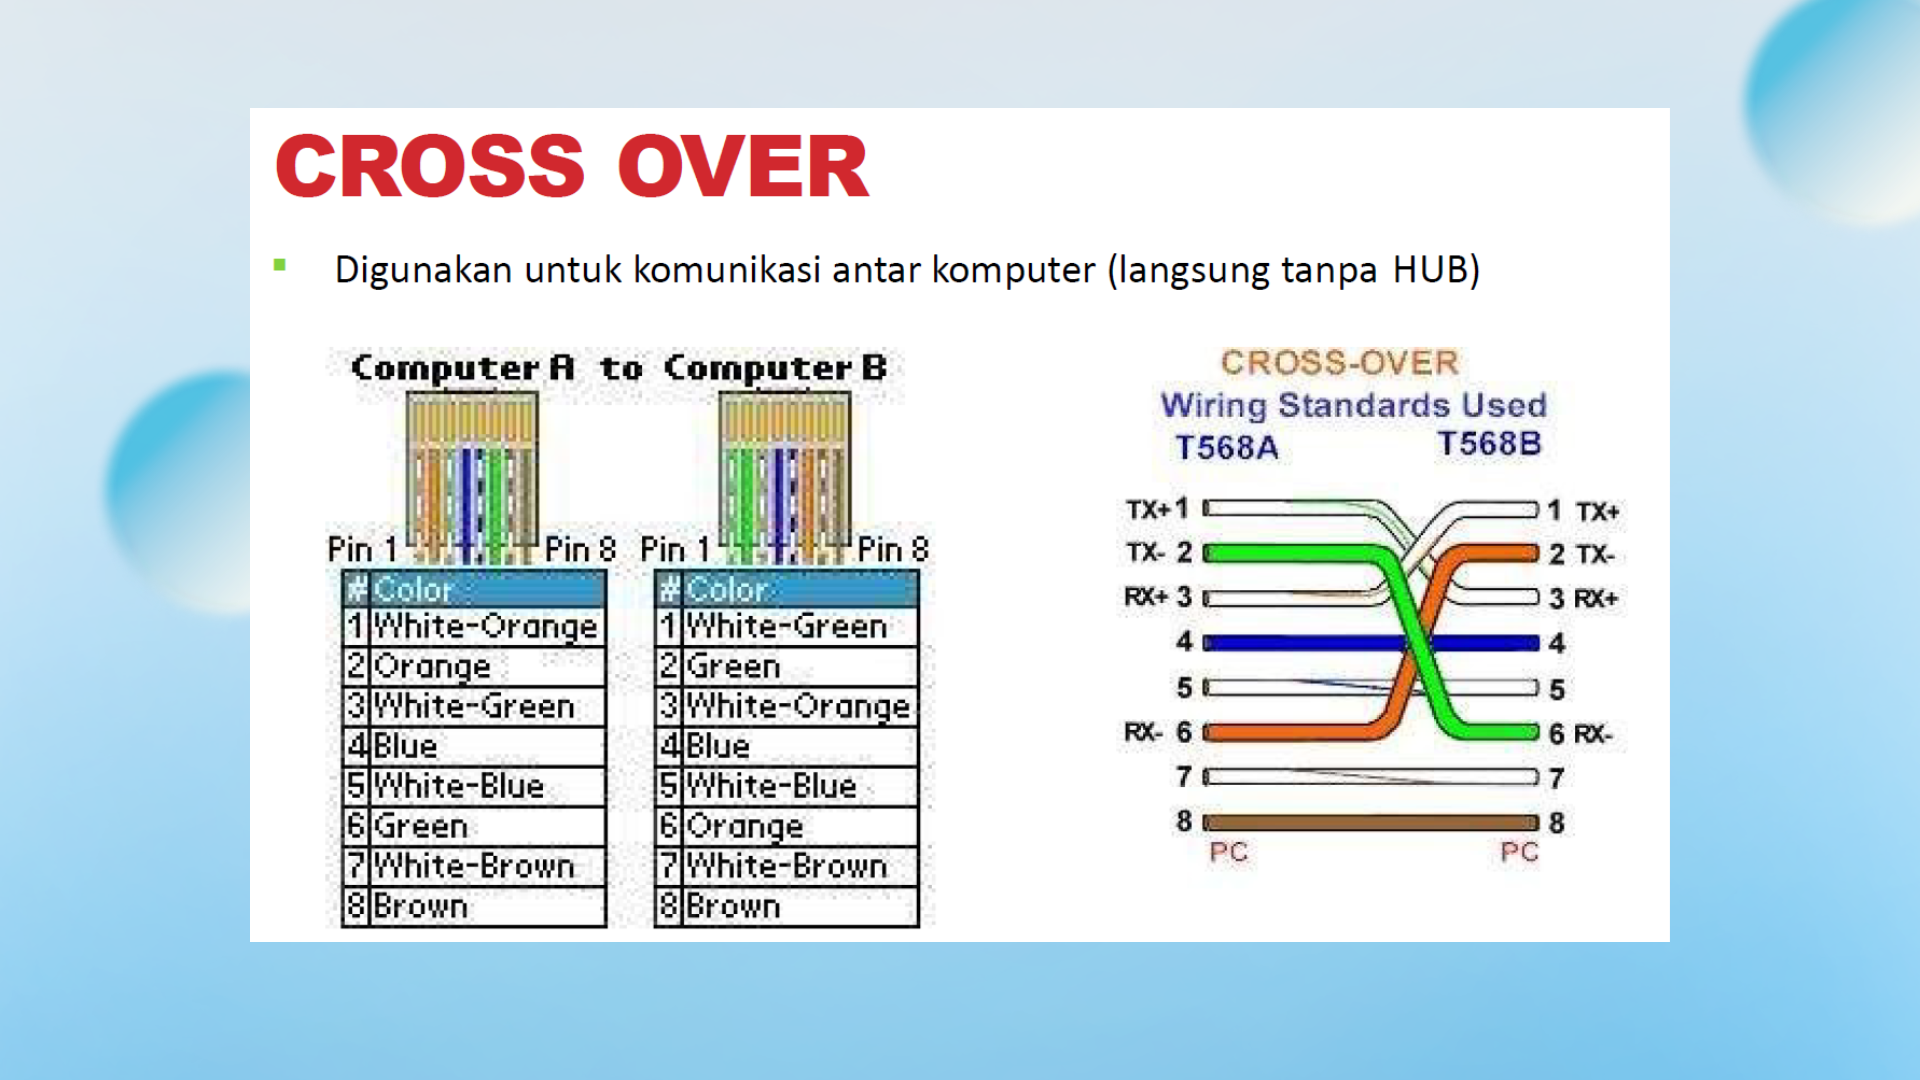 CROSS OVER
▪ Digunakan untuk komunikasi antar komputer (langsung tanpa HUB)
Computer A to Computer B
Pin 1 Pin 8 Pin 1 Pin 8
# Color # Color
1 White-Orange 1 White-Green
2 Orange 2 Green
3 White-Green 3 White-Orange
4 Blue 4 Blue
5 White-Blue 5 White-Blue
6 Green 6 Orange
7 White-Brown 7 White-Brown
8 Brown 8 Brown
CROSS-OVER
Wiring Standards Used
T568A T568B
TX+ 1 1 TX+
TX- 2 2 TX-
RX+ 3 3 RX+
4 4
5 5
RX- 6 6 RX-
7 7
8 8
PC PC